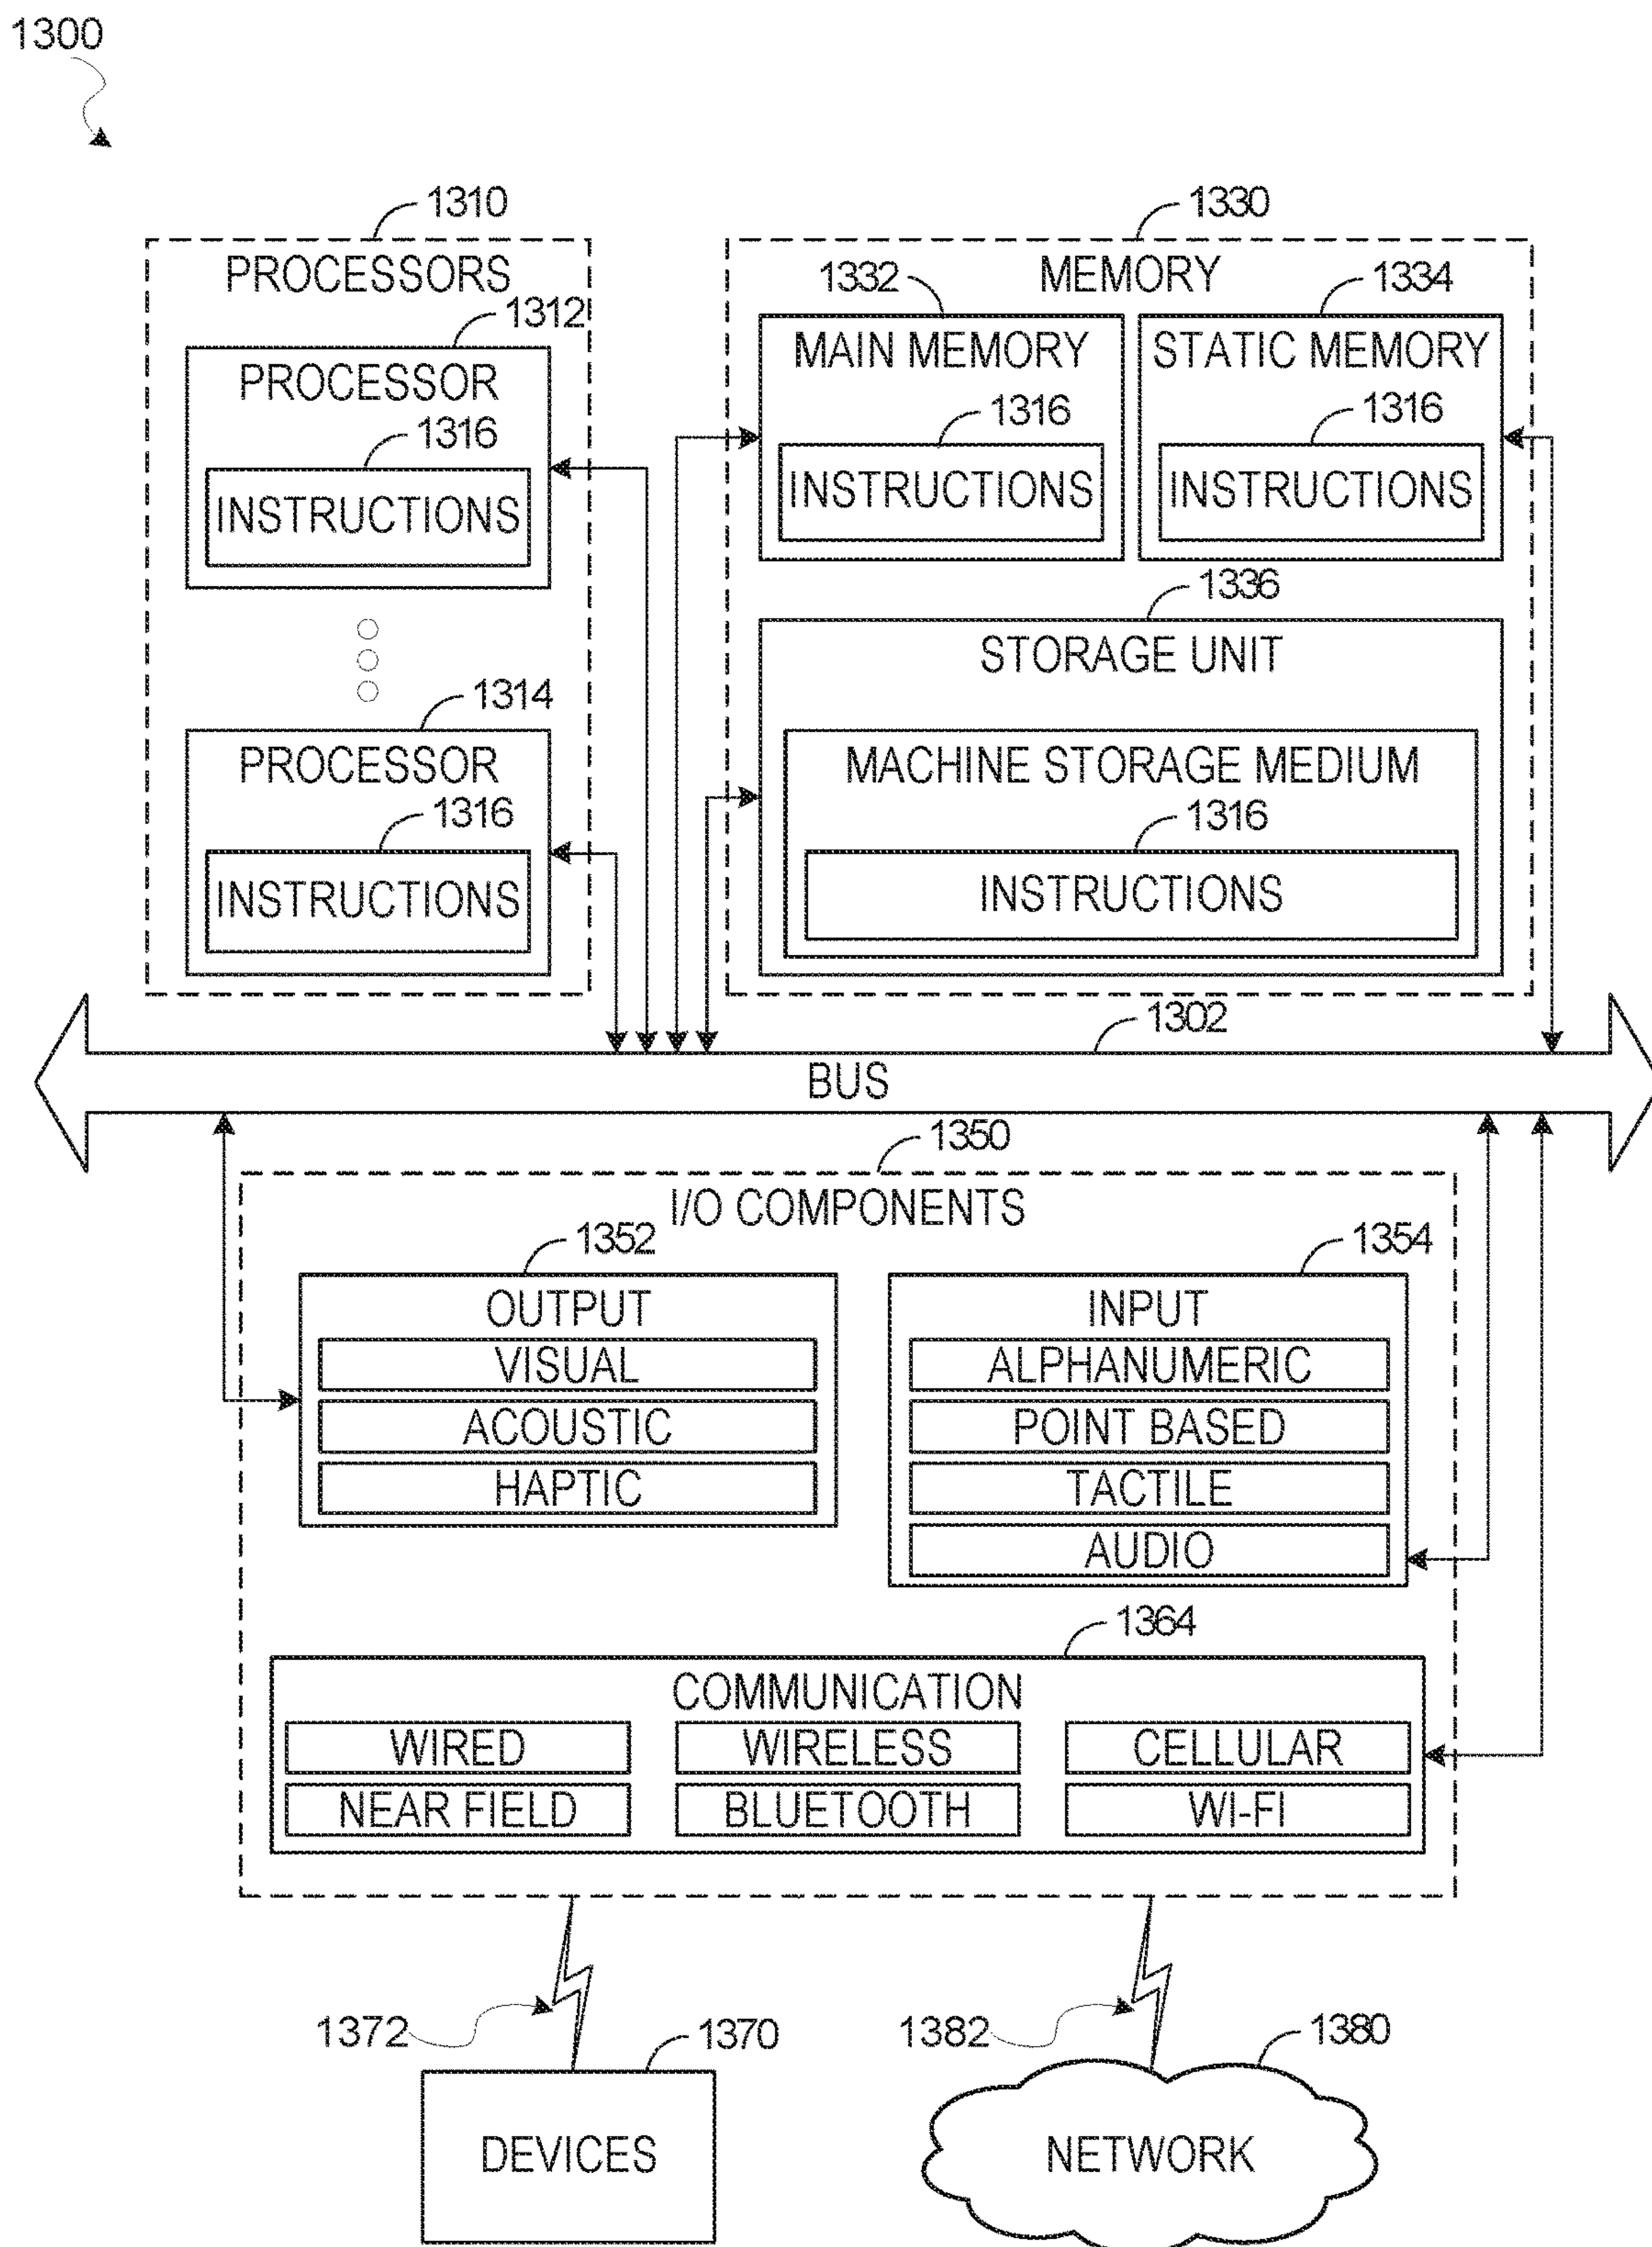 1300
1310
PROCESSORS
1312
PROCESSOR
1316
INSTRUCTIONS
1314
PROCESSOR
1316
INSTRUCTIONS
1330
MEMORY
1332
MAIN MEMORY
1316
INSTRUCTIONS
1334
STATIC MEMORY
1316
INSTRUCTIONS
1336
STORAGE UNIT
MACHINE STORAGE MEDIUM
1316
INSTRUCTIONS
1302
BUS
1350
I/O COMPONENTS
1352
OUTPUT
VISUAL
ACOUSTIC
HAPTIC
1354
INPUT
ALPHANUMERIC
POINT BASED
TACTILE
AUDIO
1364
COMMUNICATION
WIRED
WIRELESS
CELLULAR
NEAR FIELD
BLUETOOTH
WI-FI
1372
1370
DEVICES
1382
1380
NETWORK